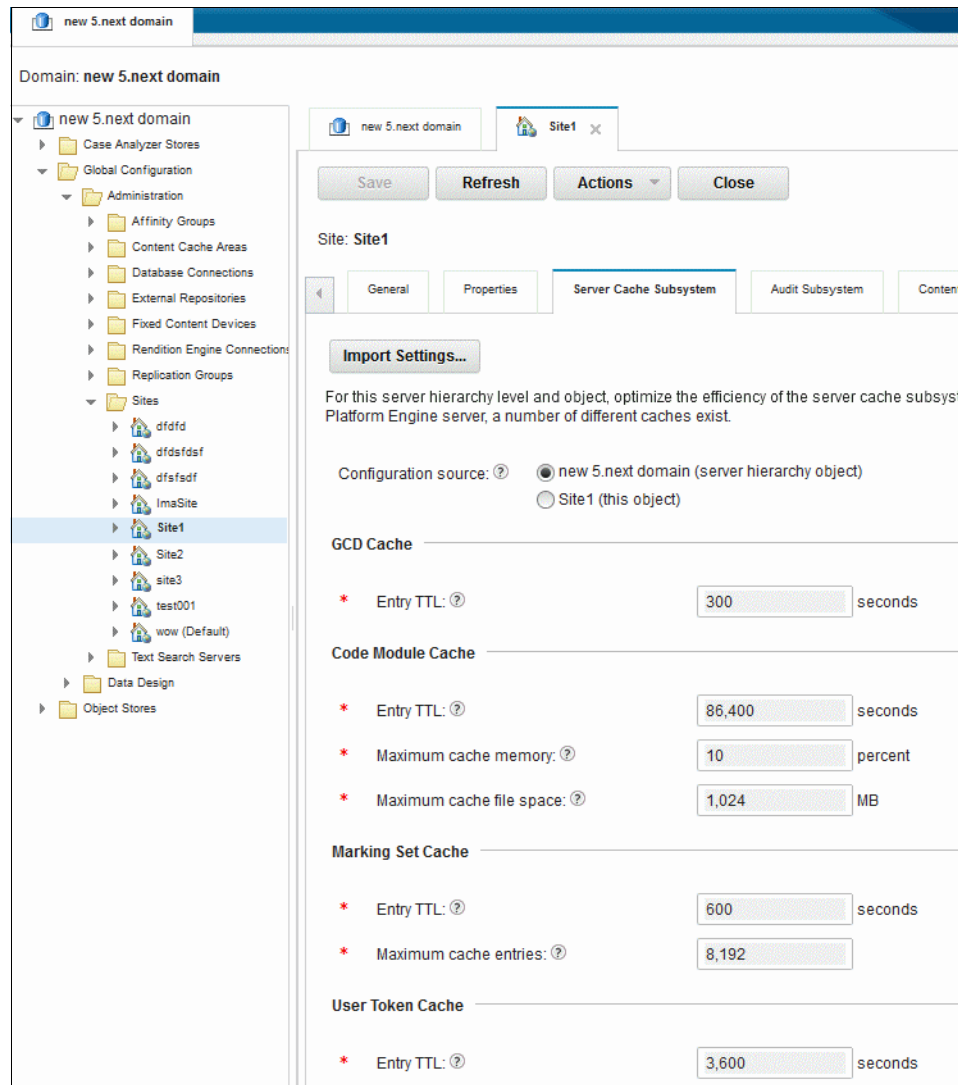 new 5.next domain
Domain: new 5.next domain
new 5.next domain
Case Analyzer Stores
Global Configuration
Administration
Affinity Groups
Content Cache Areas
Database Connections
External Repositories
Fixed Content Devices
Rendition Engine Connections
Replication Groups
Sites
dfdfd
dfdsfdsf
dfsfsdf
ImaSite
Site1
Site2
site3
test001
wow (Default)
Text Search Servers
Data Design
Object Stores
new 5.next domain Site1
Save Refresh Actions Close
Site: Site1
General Properties Server Cache Subsystem Audit Subsystem Conten
Import Settings...
For this server hierarchy level and object, optimize the efficiency of the server cache subsyst
Platform Engine server, a number of different caches exist.
Configuration source: ? new 5.next domain (server hierarchy object)
Site1 (this object)
GCD Cache
* Entry TTL: ? 300 seconds
Code Module Cache
* Entry TTL: ? 86,400 seconds
* Maximum cache memory: ? 10 percent
* Maximum cache file space: ? 1,024 MB
Marking Set Cache
* Entry TTL: ? 600 seconds
* Maximum cache entries: ? 8,192
User Token Cache
* Entry TTL: ? 3,600 seconds